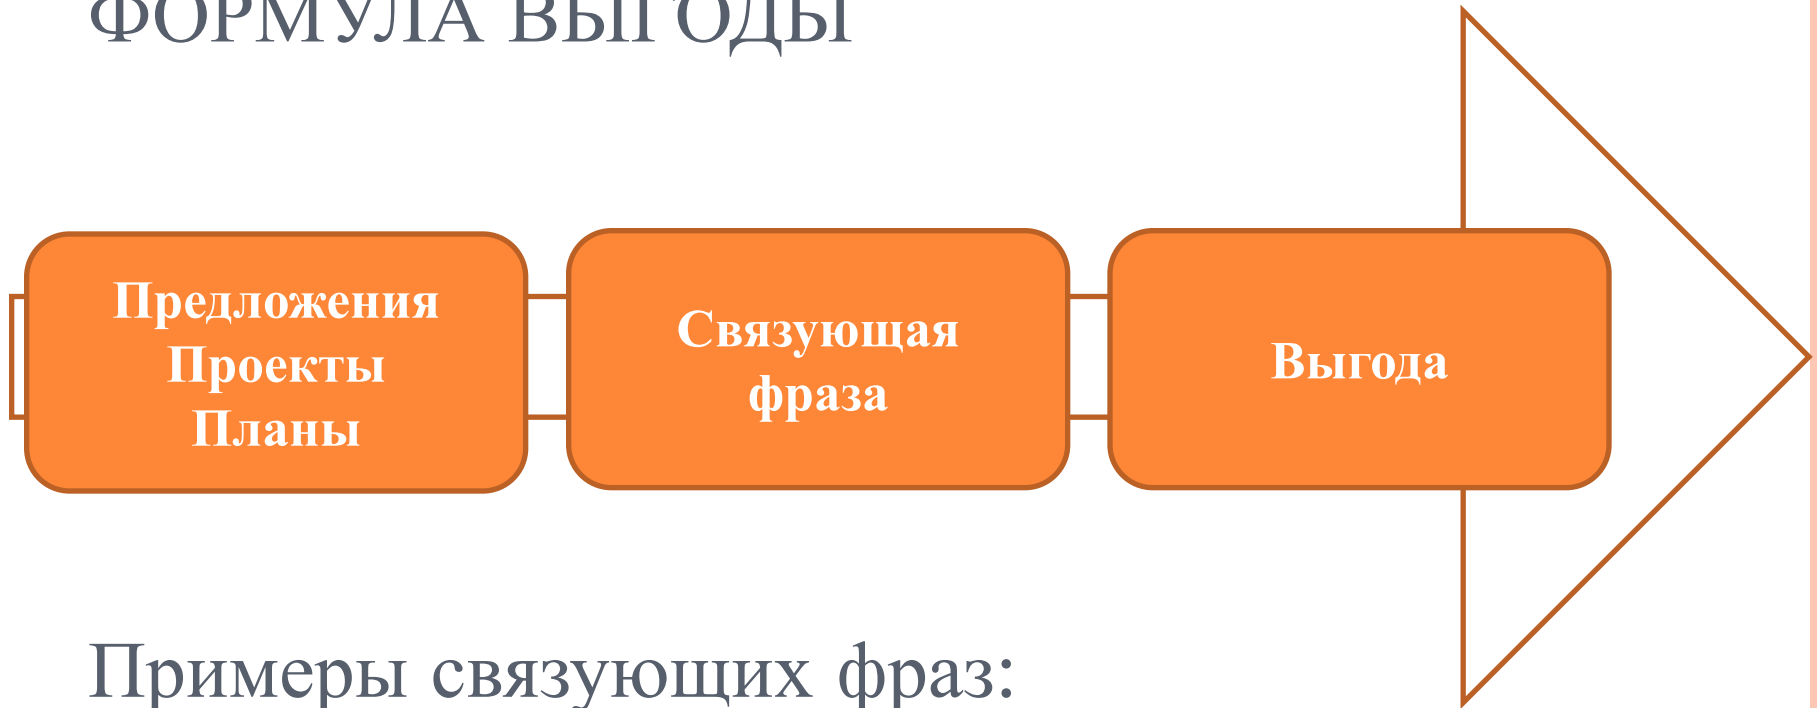 ФОРМУЛА ВЫГОДЫ
Предложения
Проекты
Планы
Связующая
фраза
Выгода
Примеры связующих фраз: